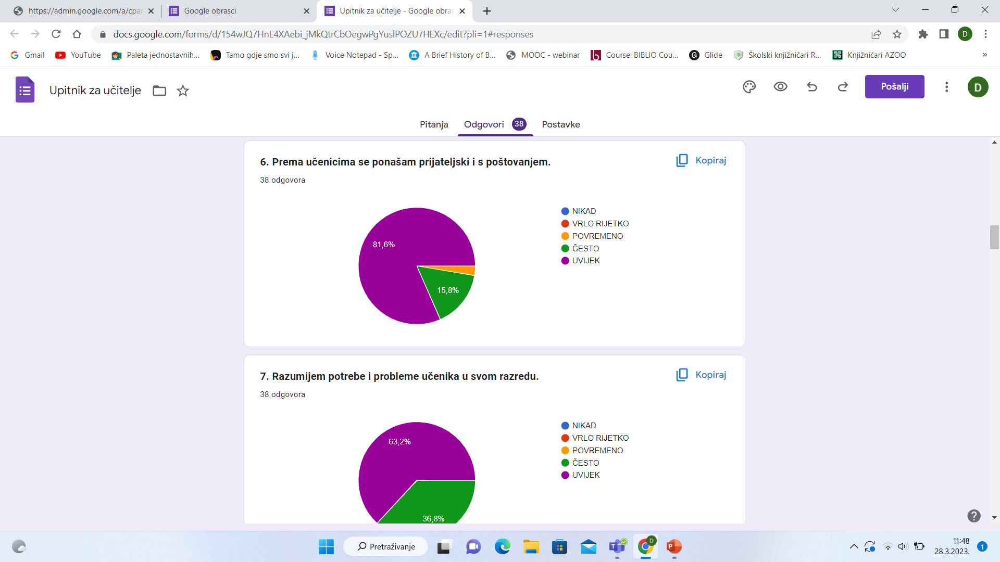 https://admin.google.com/a/cpa
Google obrasci
Upitnik za učitelje - Google obras
docs.google.com/forms/d/154wJQ7HnE4XAebi_jMkQtrCbOegwPgYuslPOZU7HEXc/edit?pli=1#responses
D
Gmail
YouTube
Paleta jednostavnih...
Tamo gdje smo svi j...
Voice Notepad - Sp...
A Brief History of B...
MOOC - webinar
Course: BIBLIO Cou...
Glide
Školski knjižničari R...
Knjižničari AZOO
»
Upitnik za učitelje
Pošalji
D
Pitanja
Odgovori 38
Postavke
6. Prema učenicima se ponašam prijateljski i s poštovanjem.
Kopiraj
38 odgovora
81,6%
15,8%
NIKAD
VRLO RIJETKO
POVREMENO
ČESTO
UVIJEK
7. Razumijem potrebe i probleme učenika u svom razredu.
Kopiraj
38 odgovora
63,2%
36,8%
NIKAD
VRLO RIJETKO
POVREMENO
ČESTO
UVIJEK
Pretraživanje
11:48
28.3.2023.
1